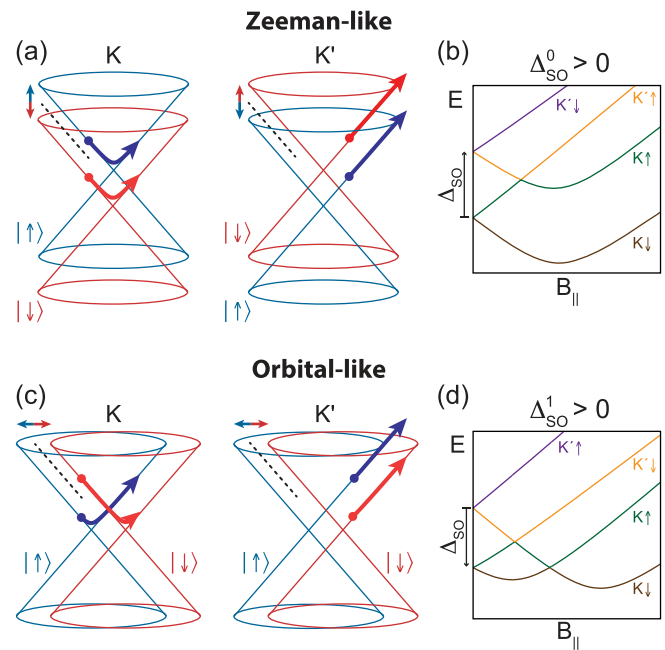 Zeeman-like
(a) K K' (b) Δ⁰SO > 0
E
K´↓
K´↑
K↑
ΔSO
K↓
|↑⟩ |↓⟩
|↓⟩ |↑⟩
B||
Orbital-like
(c) K K' (d) Δ¹SO > 0
E
K´↑
K´↓
K↑
ΔSO
|↑⟩ |↓⟩ |↑⟩ |↓⟩
K↓
B||